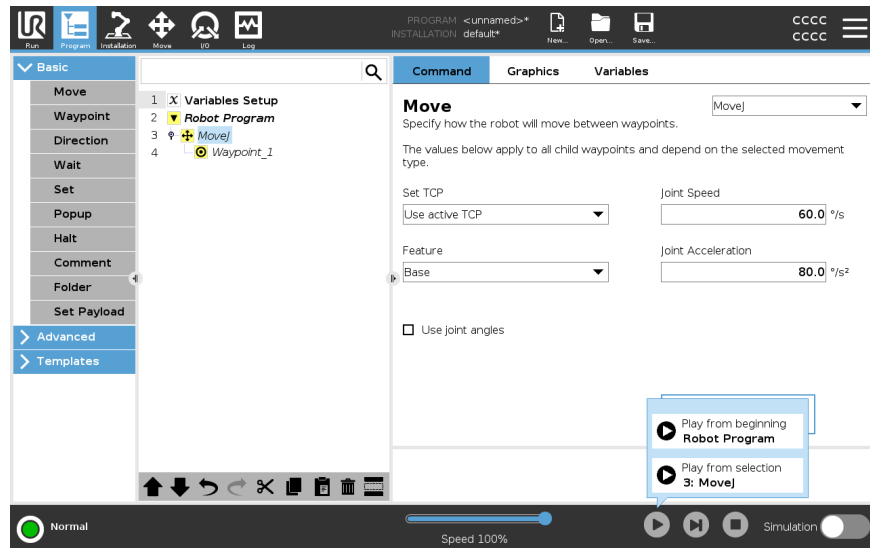 PROGRAM <unnamed>*
INSTALLATION default*
New...
Open...
Save...
CCCC
CCCC
Run
Program
Installation
Move
I/O
Log
Basic
Move
Waypoint
Direction
Wait
Set
Popup
Halt
Comment
Folder
Set Payload
Advanced
Templates
1 X Variables Setup
2 Robot Program
3 MoveJ
4 Waypoint_1
Command Graphics Variables
Move
MoveJ
Specify how the robot will move between waypoints.
The values below apply to all child waypoints and depend on the selected movement
type.
Set TCP
Use active TCP
Joint Speed
60.0 °/s
Feature
Base
Joint Acceleration
80.0 °/s²
Use joint angles
Play from beginning
Robot Program
Play from selection
3: MoveJ
Normal
Speed 100%
Simulation